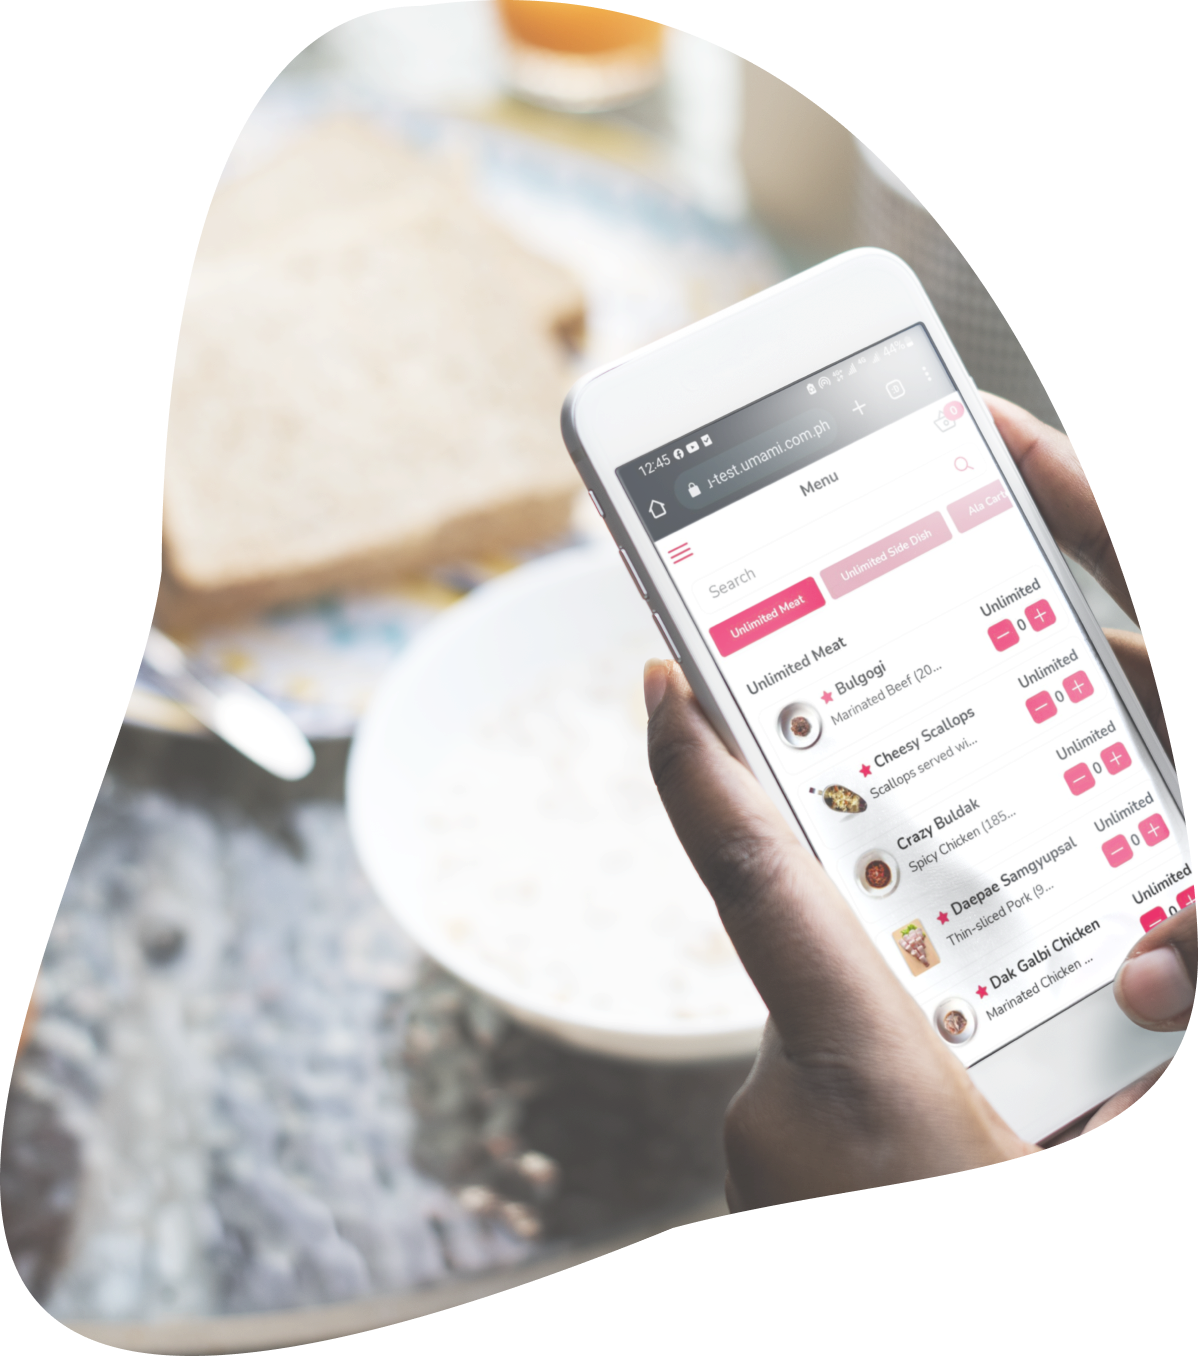 12:45
44%
-test.umami.com.ph
0
Menu
Search
Unlimited Meat
Unlimited Side Dish
Ala Cart
Unlimited Meat
Bulgogi
Marinated Beef (20...
Unlimited
0
Cheesy Scallops
Scallops served wi...
Unlimited
0
Crazy Buldak
Spicy Chicken (185...
Unlimited
0
Daepae Samgyupsal
Thin-sliced Pork (9...
Unlimited
0
Dak Galbi Chicken
Marinated Chicken ...
Unlimited
0